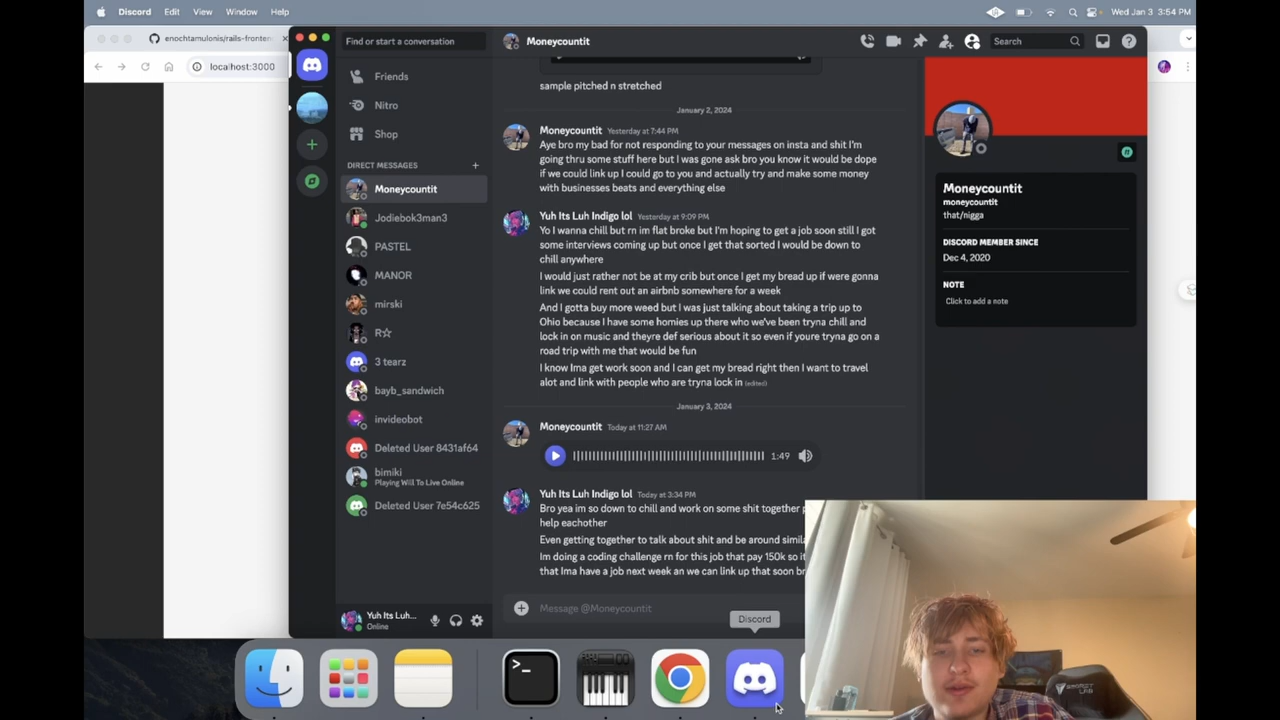 Discord Edit View Window Help
Wed Jan 3 3:54 PM
enochtamulonis/rails-fronten
localhost:3000
Find or start a conversation
Friends
Nitro
Shop
DIRECT MESSAGES
Moneycountit
Jodiebok3man3
PASTEL
MANOR
mirski
R☆
3 tearz
bayb_sandwich
invideobot
Deleted User 8431af64
bimiki
Playing Will To Live Online
Deleted User 7e54c625
Yuh Its Luh...
Online
Moneycountit
Search
sample pitched n stretched
January 2, 2024
Moneycountit Yesterday at 7:44 PM
Aye bro my bad for not responding to your messages on insta and shit I'm
going thru some stuff here but I was gone ask bro you know it would be dope
if we could link up I could go to you and actually try and make some money
with businesses beats and everything else
Yuh Its Luh Indigo lol Yesterday at 9:09 PM
Yo I wanna chill but rn im flat broke but I'm hoping to get a job soon still I got
some interviews coming up but once I get that sorted I would be down to
chill anywhere
I would just rather not be at my crib but once I get my bread up if were gonna
link we could rent out an airbnb somewhere for a week
And I gotta buy more weed but I was just talking about taking a trip up to
Ohio because I have some homies up there who we've been tryna chill and
lock in on music and theyre def serious about it so even if youre tryna go on a
road trip with me that would be fun
I know Ima get work soon and I can get my bread right then I want to travel
alot and link with people who are tryna lock in (edited)
January 3, 2024
Moneycountit Today at 11:27 AM
1:49
Yuh Its Luh Indigo lol Today at 3:34 PM
Bro yea im so down to chill and work on some shit together
help eachother
Even getting together to talk about shit and be around
Im doing a coding challenge rn for this job that pay 150k so
that Ima have a job next week an we can link up that soon
Message @Moneycountit
Discord
Moneycountit
moneycountit
that/nigga
DISCORD MEMBER SINCE
Dec 4, 2020
NOTE
Click to add a note